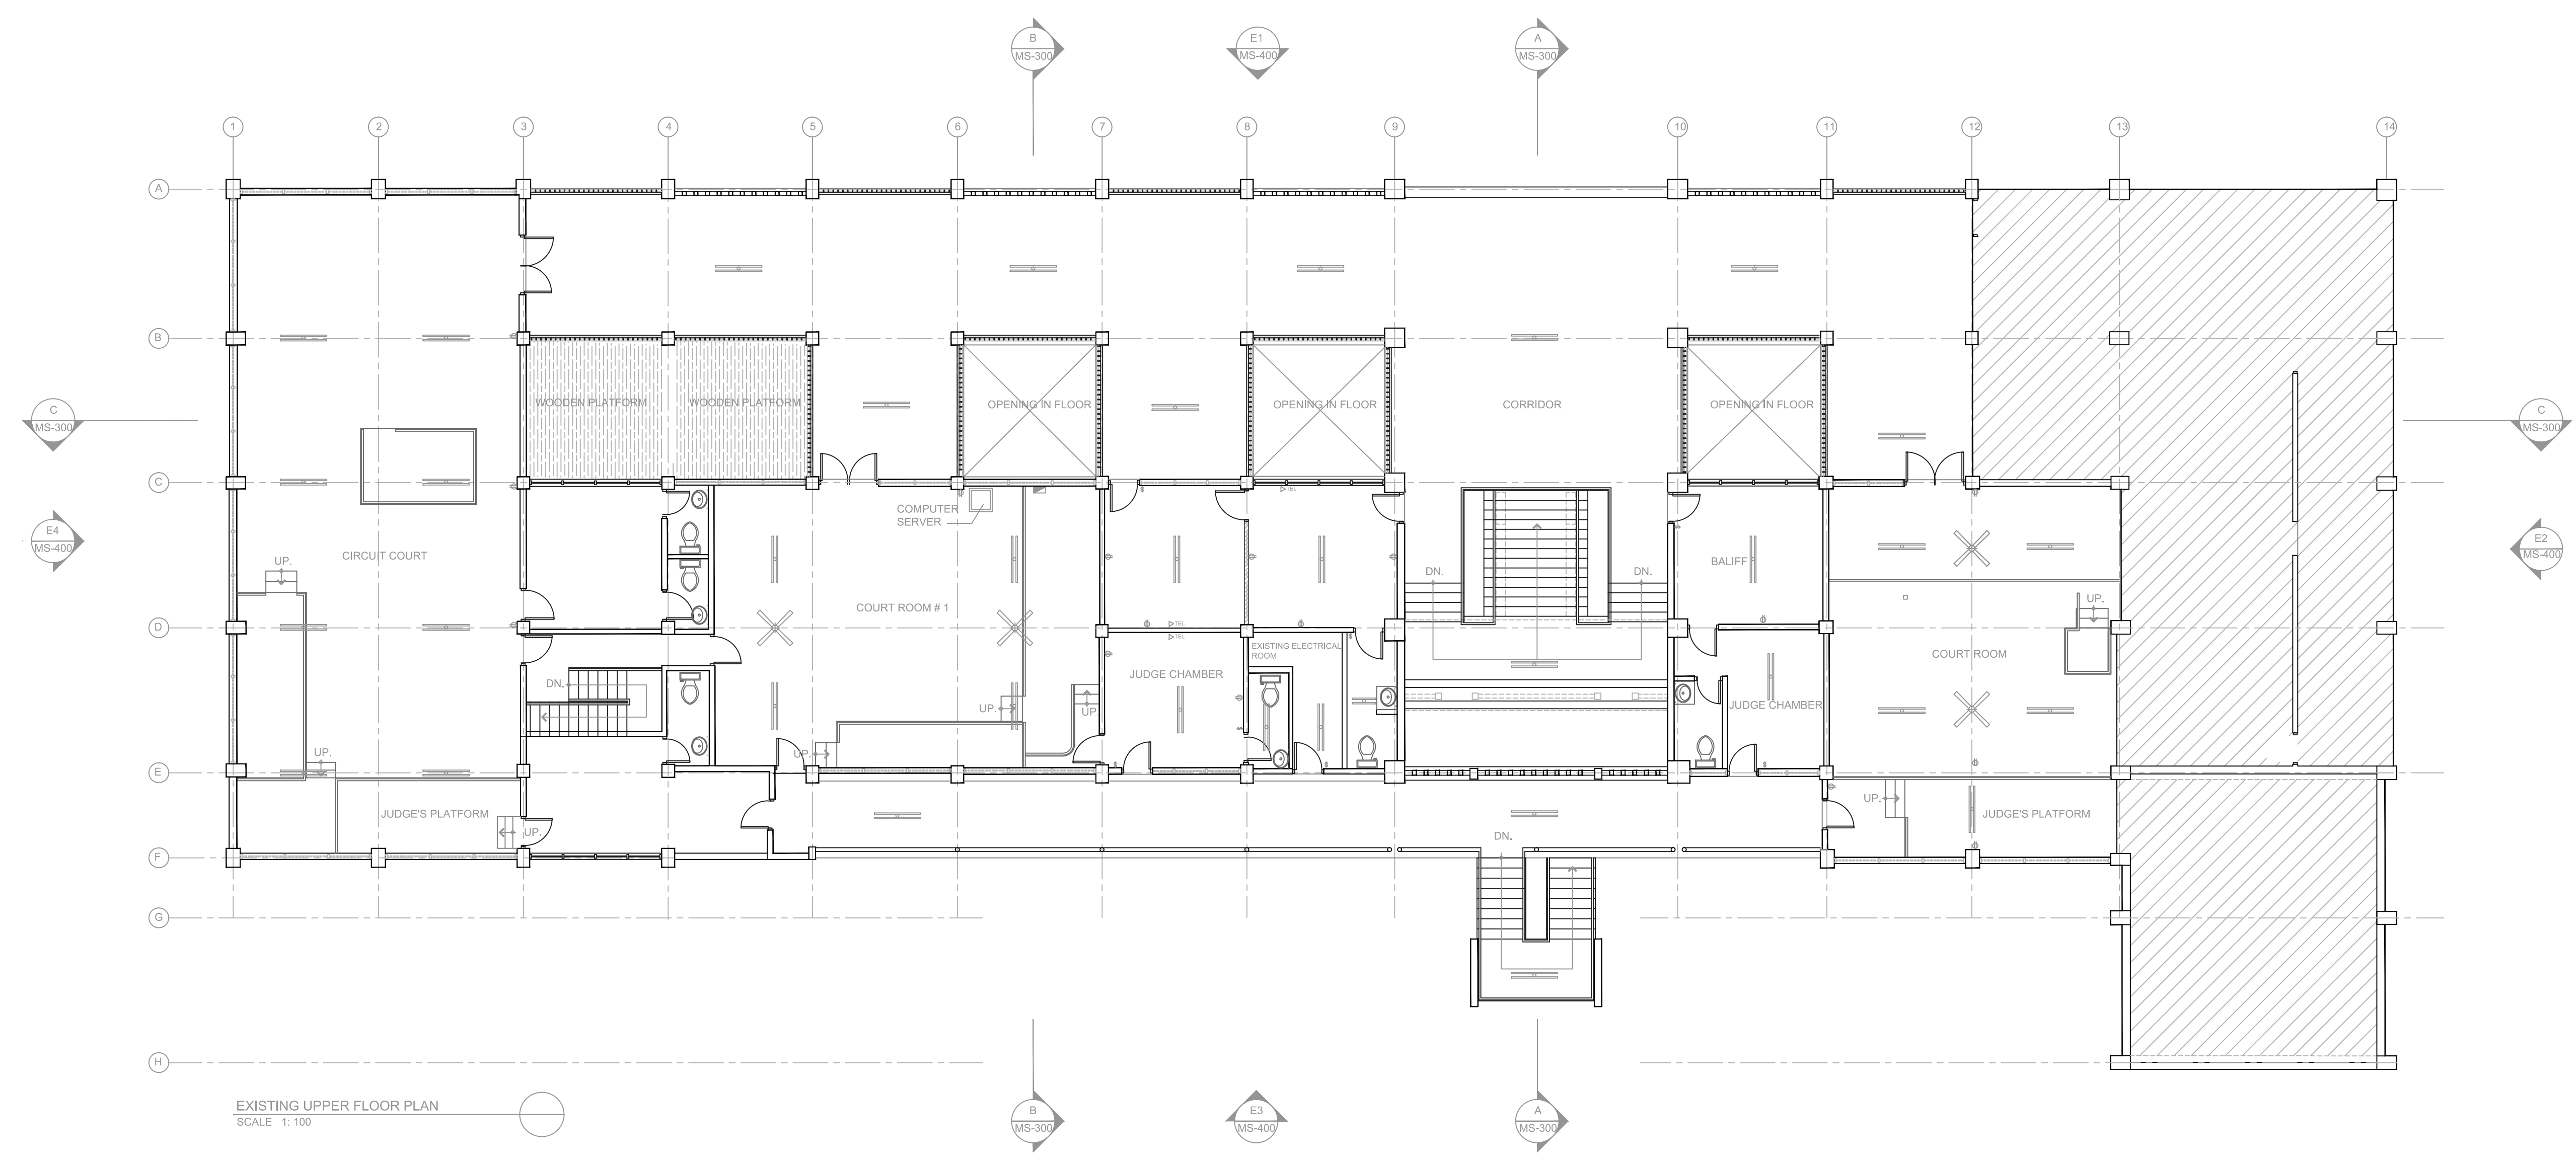 B
MS-300
E1
MS-400
A
MS-300
1
2
3
4
5
6
7
8
9
10
11
12
13
14
A
B
C
MS-300
WOODEN PLATFORM
WOODEN PLATFORM
OPENING IN FLOOR
OPENING IN FLOOR
CORRIDOR
OPENING IN FLOOR
C
MS-300
C
TEL
COMPUTER
SERVER
E4
MS-400
CIRCUIT COURT
UP.
DN.
DN.
BALIFF
E2
MS-400
COURT ROOM # 1
UP.
D
TEL
TEL
EXISTING ELECTRICAL
ROOM
COURT ROOM
DN.
JUDGE CHAMBER
UP.
UP
JUDGE CHAMBER
UP.
UP.
E
JUDGE'S PLATFORM
UP.
UP.
JUDGE'S PLATFORM
DN.
F
G
H
EXISTING UPPER FLOOR PLAN
SCALE 1: 100
B
MS-300
E3
MS-400
A
MS-300